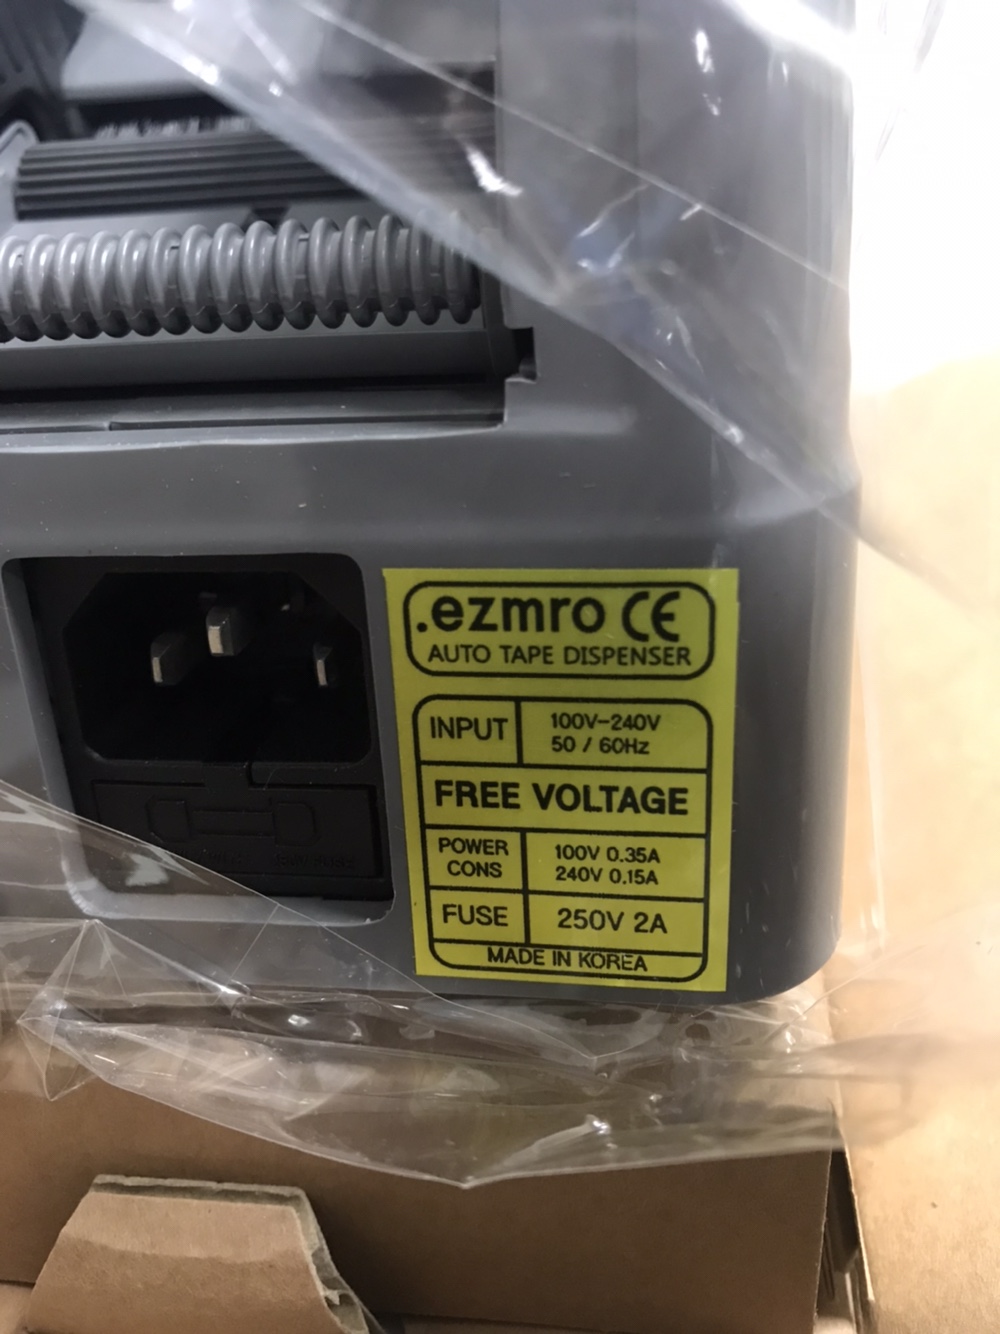 .ezmro CE
AUTO TAPE DISPENSER
INPUT
100V-240V
50 / 60Hz
FREE VOLTAGE
POWER
CONS
100V 0.35A
240V 0.15A
FUSE
250V 2A
MADE IN KOREA